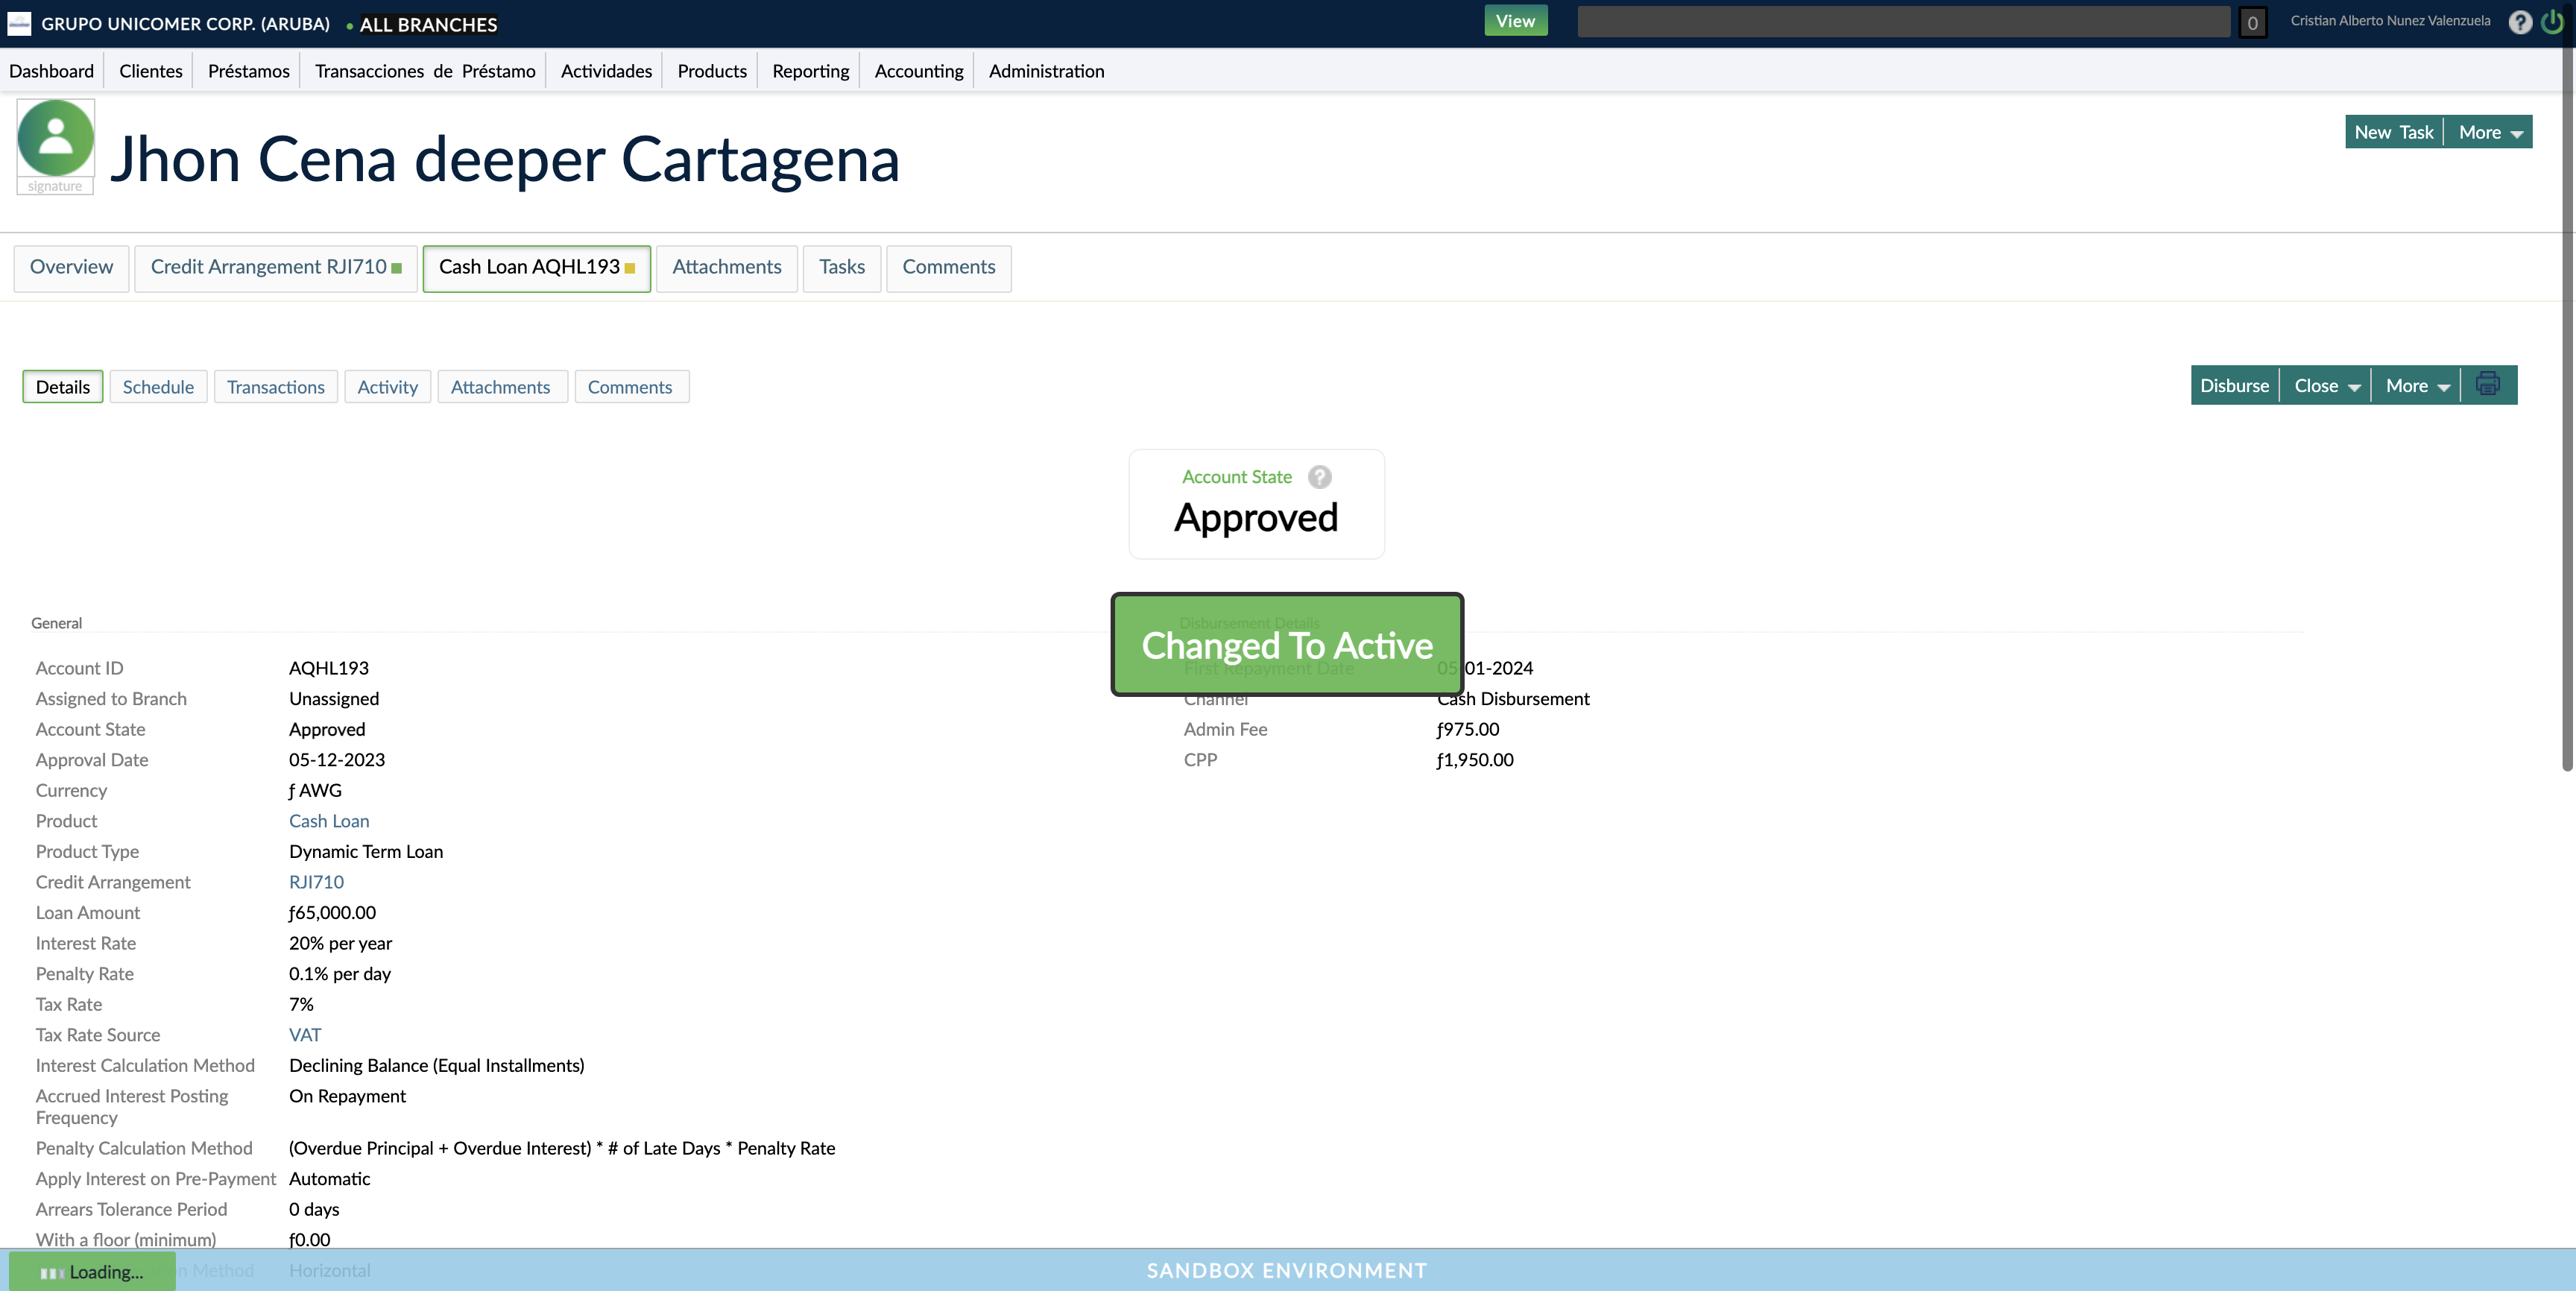 GRUPO UNICOMER CORP. (ARUBA) • ALL BRANCHES View 0 Cristian Alberto Nunez Valenzuela ?
Dashboard Clientes Préstamos Transacciones de Préstamo Actividades Products Reporting Accounting Administration
signature
Jhon Cena deeper Cartagena
New Task More
Overview Credit Arrangement RJI710 Cash Loan AQHL193 Attachments Tasks Comments
Details Schedule Transactions Activity Attachments Comments
Disburse Close More
Account State ?
Approved
Changed To Active
General Disbursement Details
Account ID AQHL193 First Repayment Date 05-01-2024
Assigned to Branch Unassigned Channel Cash Disbursement
Account State Approved Admin Fee ƒ975.00
Approval Date 05-12-2023 CPP ƒ1,950.00
Currency ƒ AWG
Product Cash Loan
Product Type Dynamic Term Loan
Credit Arrangement RJI710
Loan Amount ƒ65,000.00
Interest Rate 20% per year
Penalty Rate 0.1% per day
Tax Rate 7%
Tax Rate Source VAT
Interest Calculation Method Declining Balance (Equal Installments)
Accrued Interest Posting On Repayment
Frequency
Penalty Calculation Method (Overdue Principal + Overdue Interest) * # of Late Days * Penalty Rate
Apply Interest on Pre-Payment Automatic
Arrears Tolerance Period 0 days
With a floor (minimum) ƒ0.00
Loading... Method Horizontal
SANDBOX ENVIRONMENT